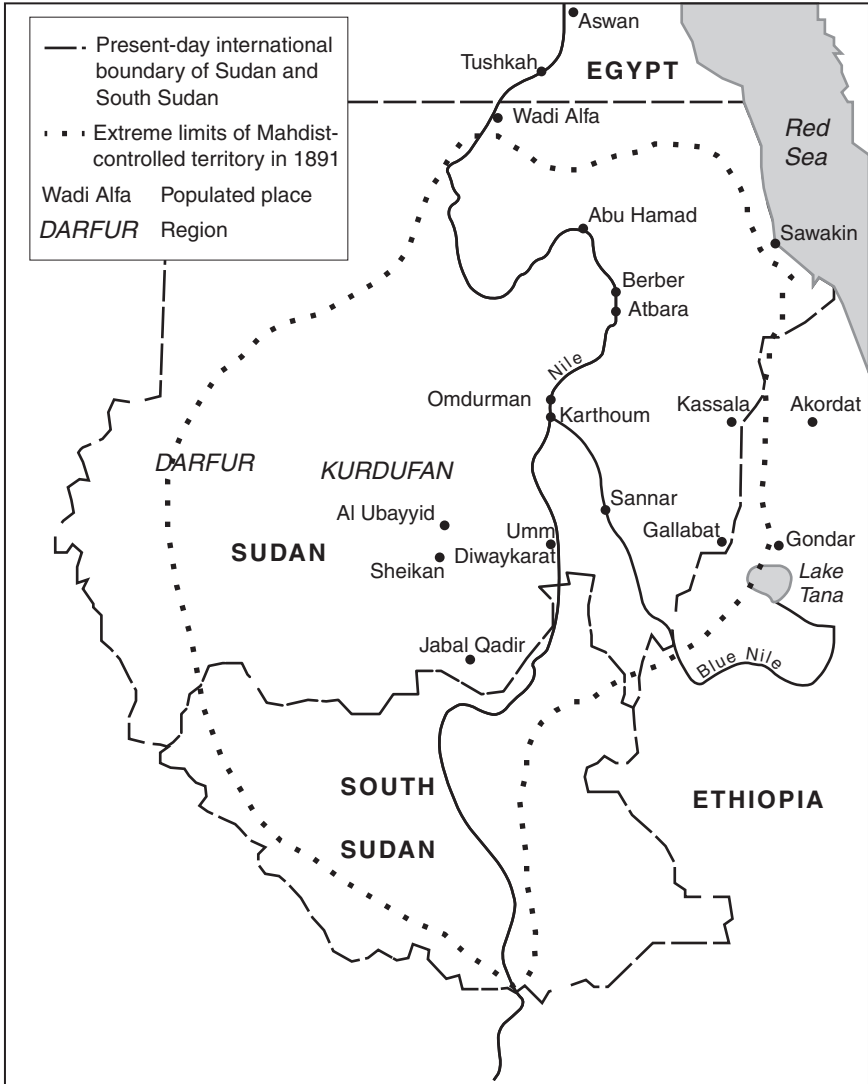 Present-day international
boundary of Sudan and
South Sudan
Extreme limits of Mahdist-
controlled territory in 1891
Wadi Alfa Populated place
DARFUR Region
Aswan
Tushkah
EGYPT
Wadi Alfa
Red
Sea
Abu Hamad
Sawakin
Berber
Atbara
Nile
Omdurman
Karthoum
Kassala
Akordat
DARFUR
KURDUFAN
Al Ubayyid
Sannar
Umm
Diwaykarat
Gallabat
Gondar
SUDAN
Sheikan
Lake
Tana
Jabal Qadir
Blue Nile
SOUTH
SUDAN
ETHIOPIA